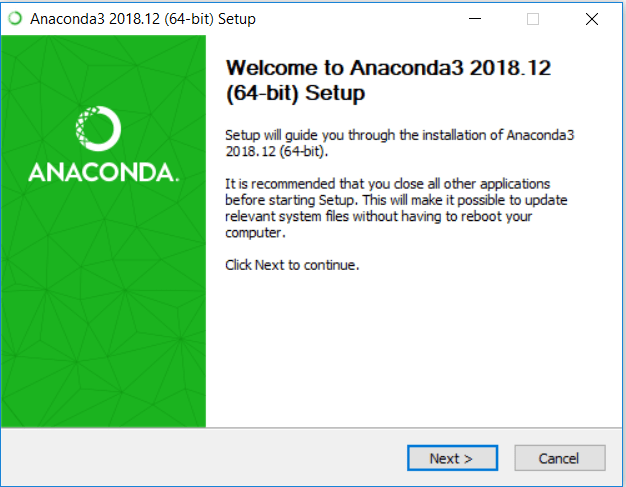 Anaconda3 2018.12 (64-bit) Setup
ANACONDA.
Welcome to Anaconda3 2018.12
(64-bit) Setup
Setup will guide you through the installation of Anaconda3
2018.12 (64-bit).
It is recommended that you close all other applications
before starting Setup. This will make it possible to update
relevant system files without having to reboot your
computer.
Click Next to continue.
Next >
Cancel